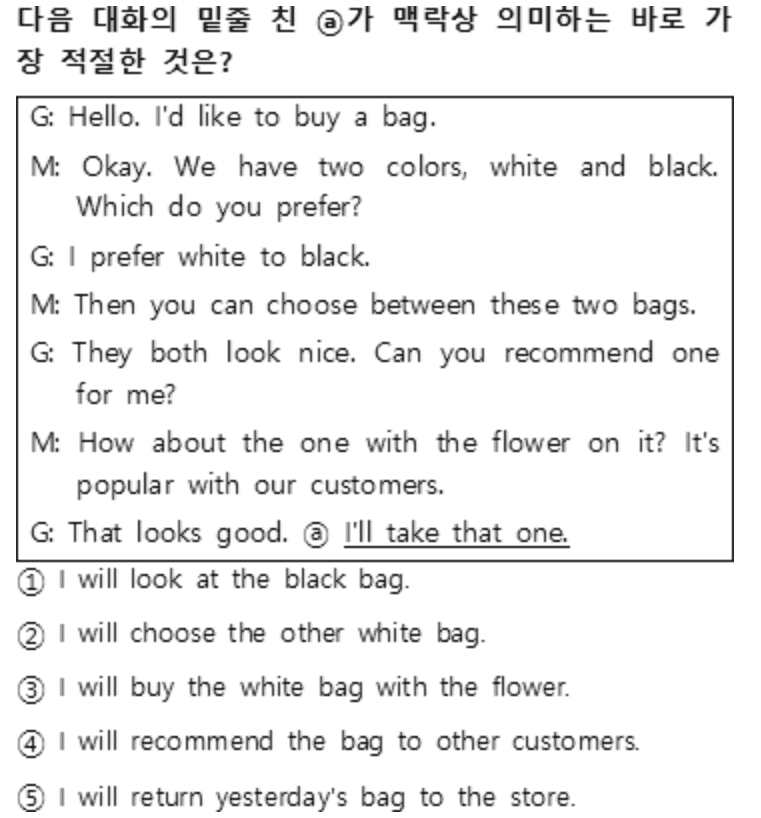 다음 대화의 밑줄 친 ⓐ가 맥락상 의미하는 바로 가
장 적절한 것은?
G: Hello. I'd like to buy a bag.
M: Okay. We have two colors, white and black.
Which do you prefer?
G: I prefer white to black.
M: Then you can choose between these two bags.
G: They both look nice. Can you recommend one
for me?
M: How about the one with the flower on it? It's
popular with our customers.
G: That looks good. ⓐ I'll take that one.
① I will look at the black bag.
② I will choose the other white bag.
③ I will buy the white bag with the flower.
④ I will recommend the bag to other customers.
⑤ I will return yesterday's bag to the store.